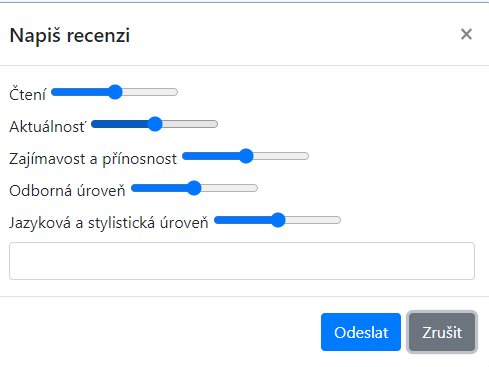 Napiš recenzi ×
Čtení
Aktuálnosť
Zajímavost a přínosnost
Odborná úroveň
Jazyková a stylistická úroveň
Odeslat Zrušit